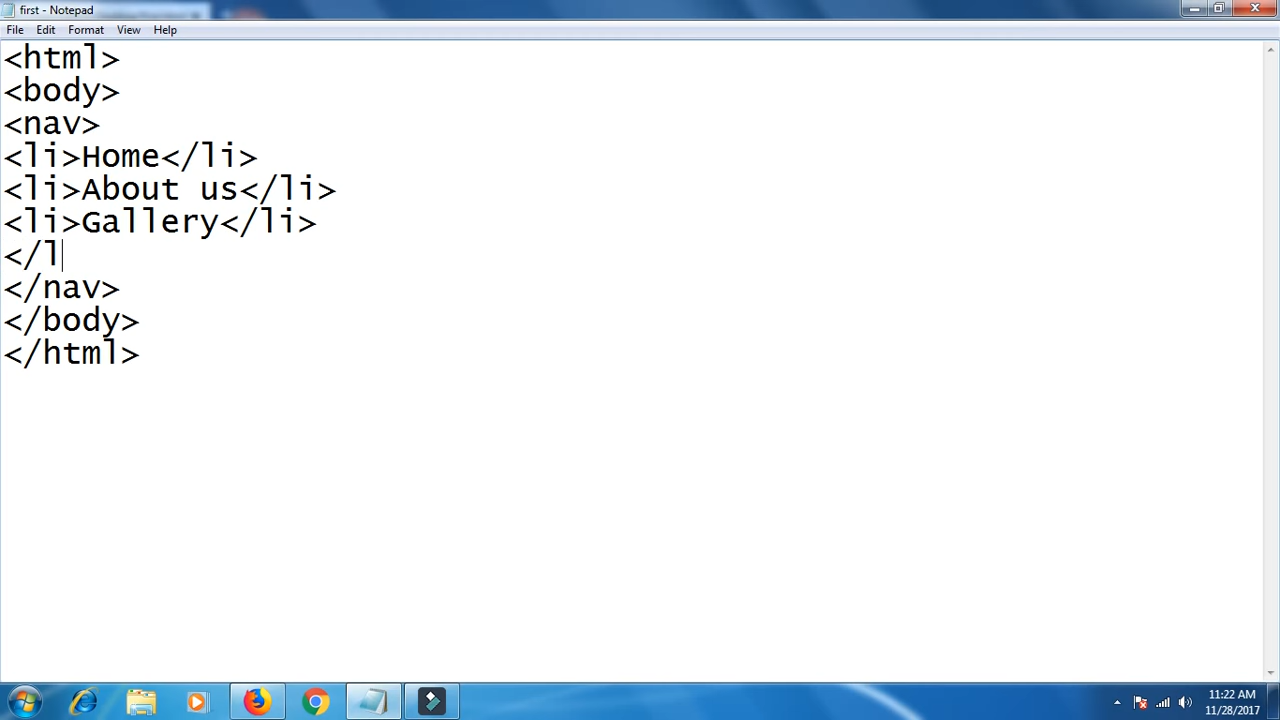 first - Notepad
File Edit Format View Help
<html>
<body>
<nav>
<li>Home</li>
<li>About us</li>
<li>Gallery</li>
</l
</nav>
</body>
</html>
11:22 AM
11/28/2017